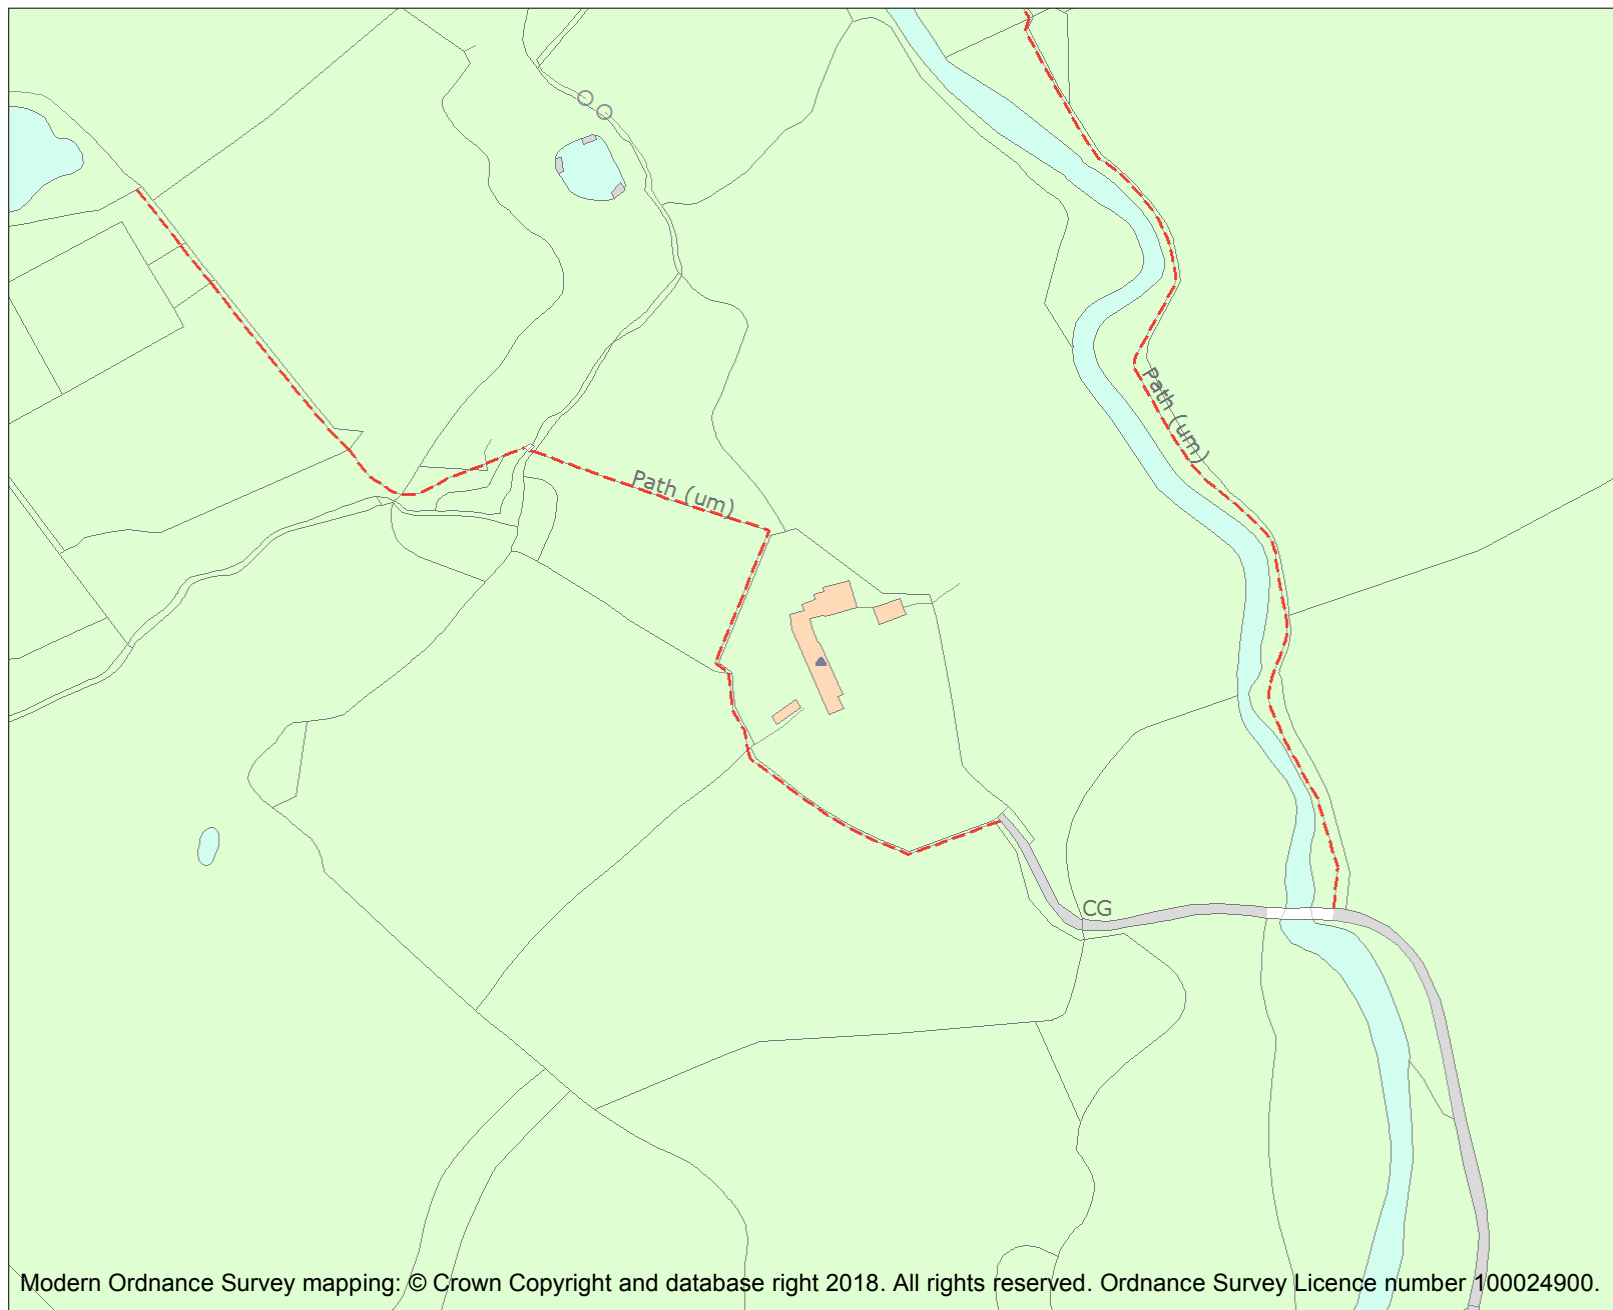 Path (um)
Path (um)
CG
Modern Ordnance Survey mapping: © Crown Copyright and database right 2018. All rights reserved. Ordnance Survey Licence number 100024900.